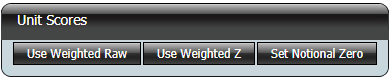 Unit Scores
Use Weighted Raw Use Weighted Z Set Notional Zero